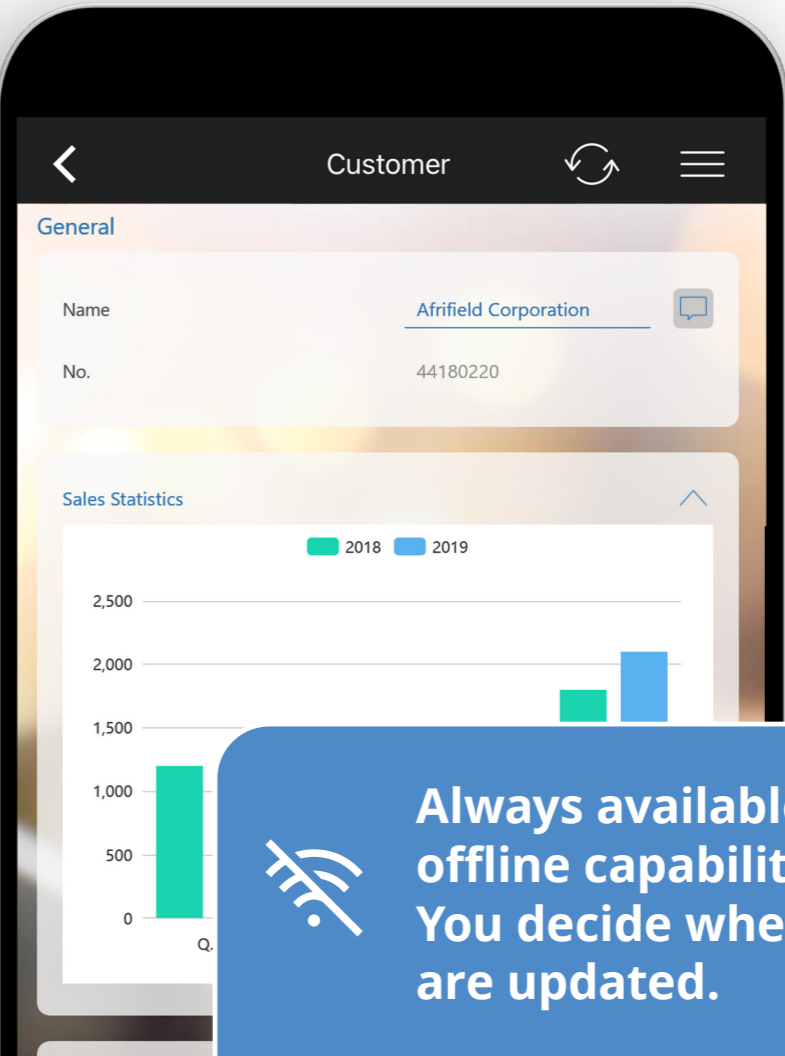 Customer
General
Name Afrifield Corporation
No. 44180220
Sales Statistics
2018 2019
2,500
2,000
1,500
1,000
500
0
Q.
Always available
offline capabilit
You decide whe
are updated.